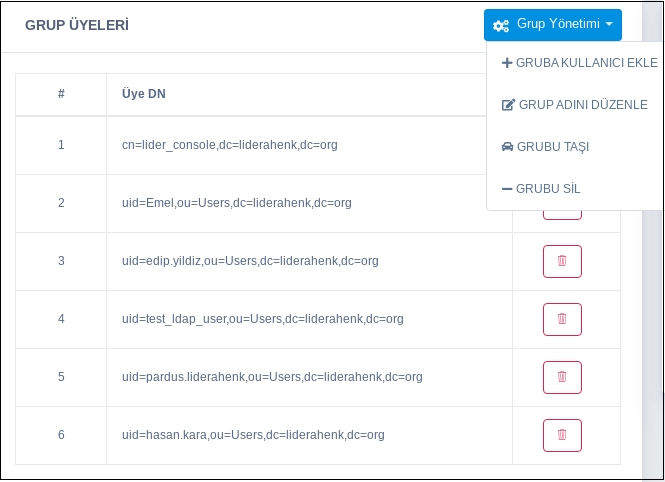 GRUP ÜYELERİ
Grup Yönetimi
GRUBA KULLANICI EKLE
GRUP ADINI DÜZENLE
GRUBU TAŞI
GRUBU SİL
# Üye DN
1 cn=lider_console,dc=liderahenk,dc=org
2 uid=Emel,ou=Users,dc=liderahenk,dc=org
3 uid=edip.yildiz,ou=Users,dc=liderahenk,dc=org
4 uid=test_ldap_user,ou=Users,dc=liderahenk,dc=org
5 uid=pardus.liderahenk,ou=Users,dc=liderahenk,dc=org
6 uid=hasan.kara,ou=Users,dc=liderahenk,dc=org